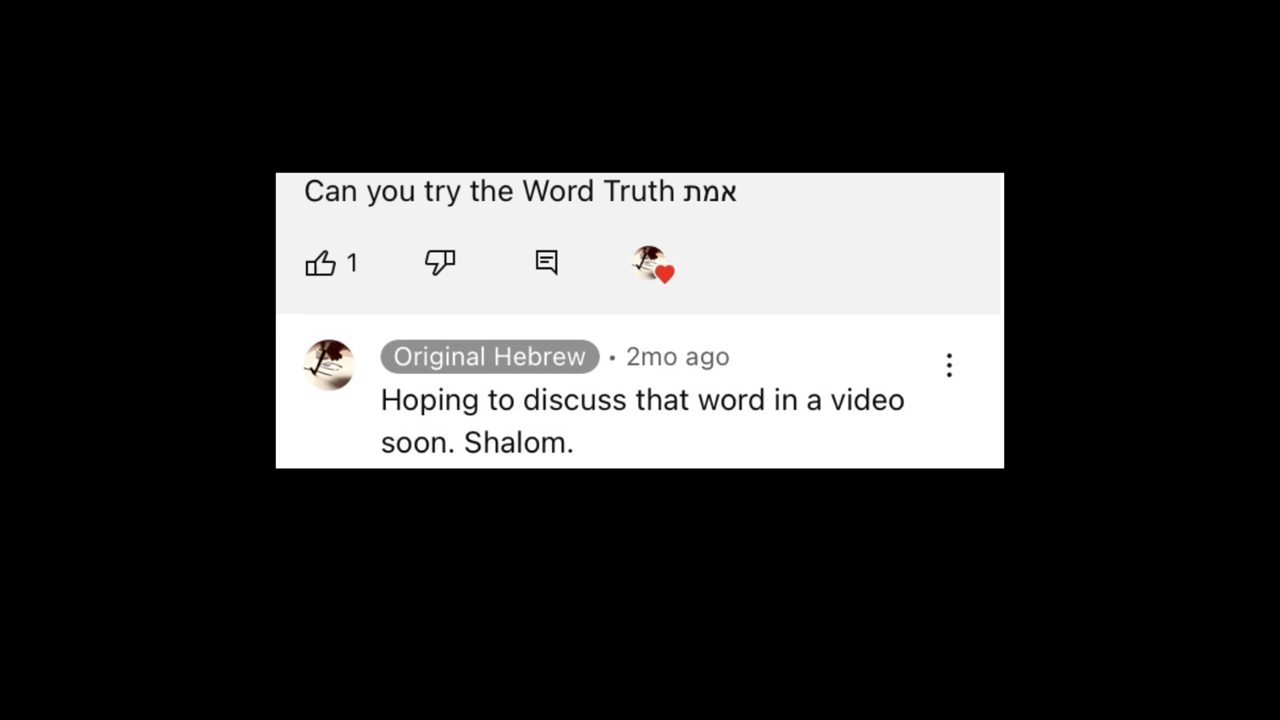 Can you try the Word Truth אמת
1
Original Hebrew • 2mo ago
Hoping to discuss that word in a video
soon. Shalom.